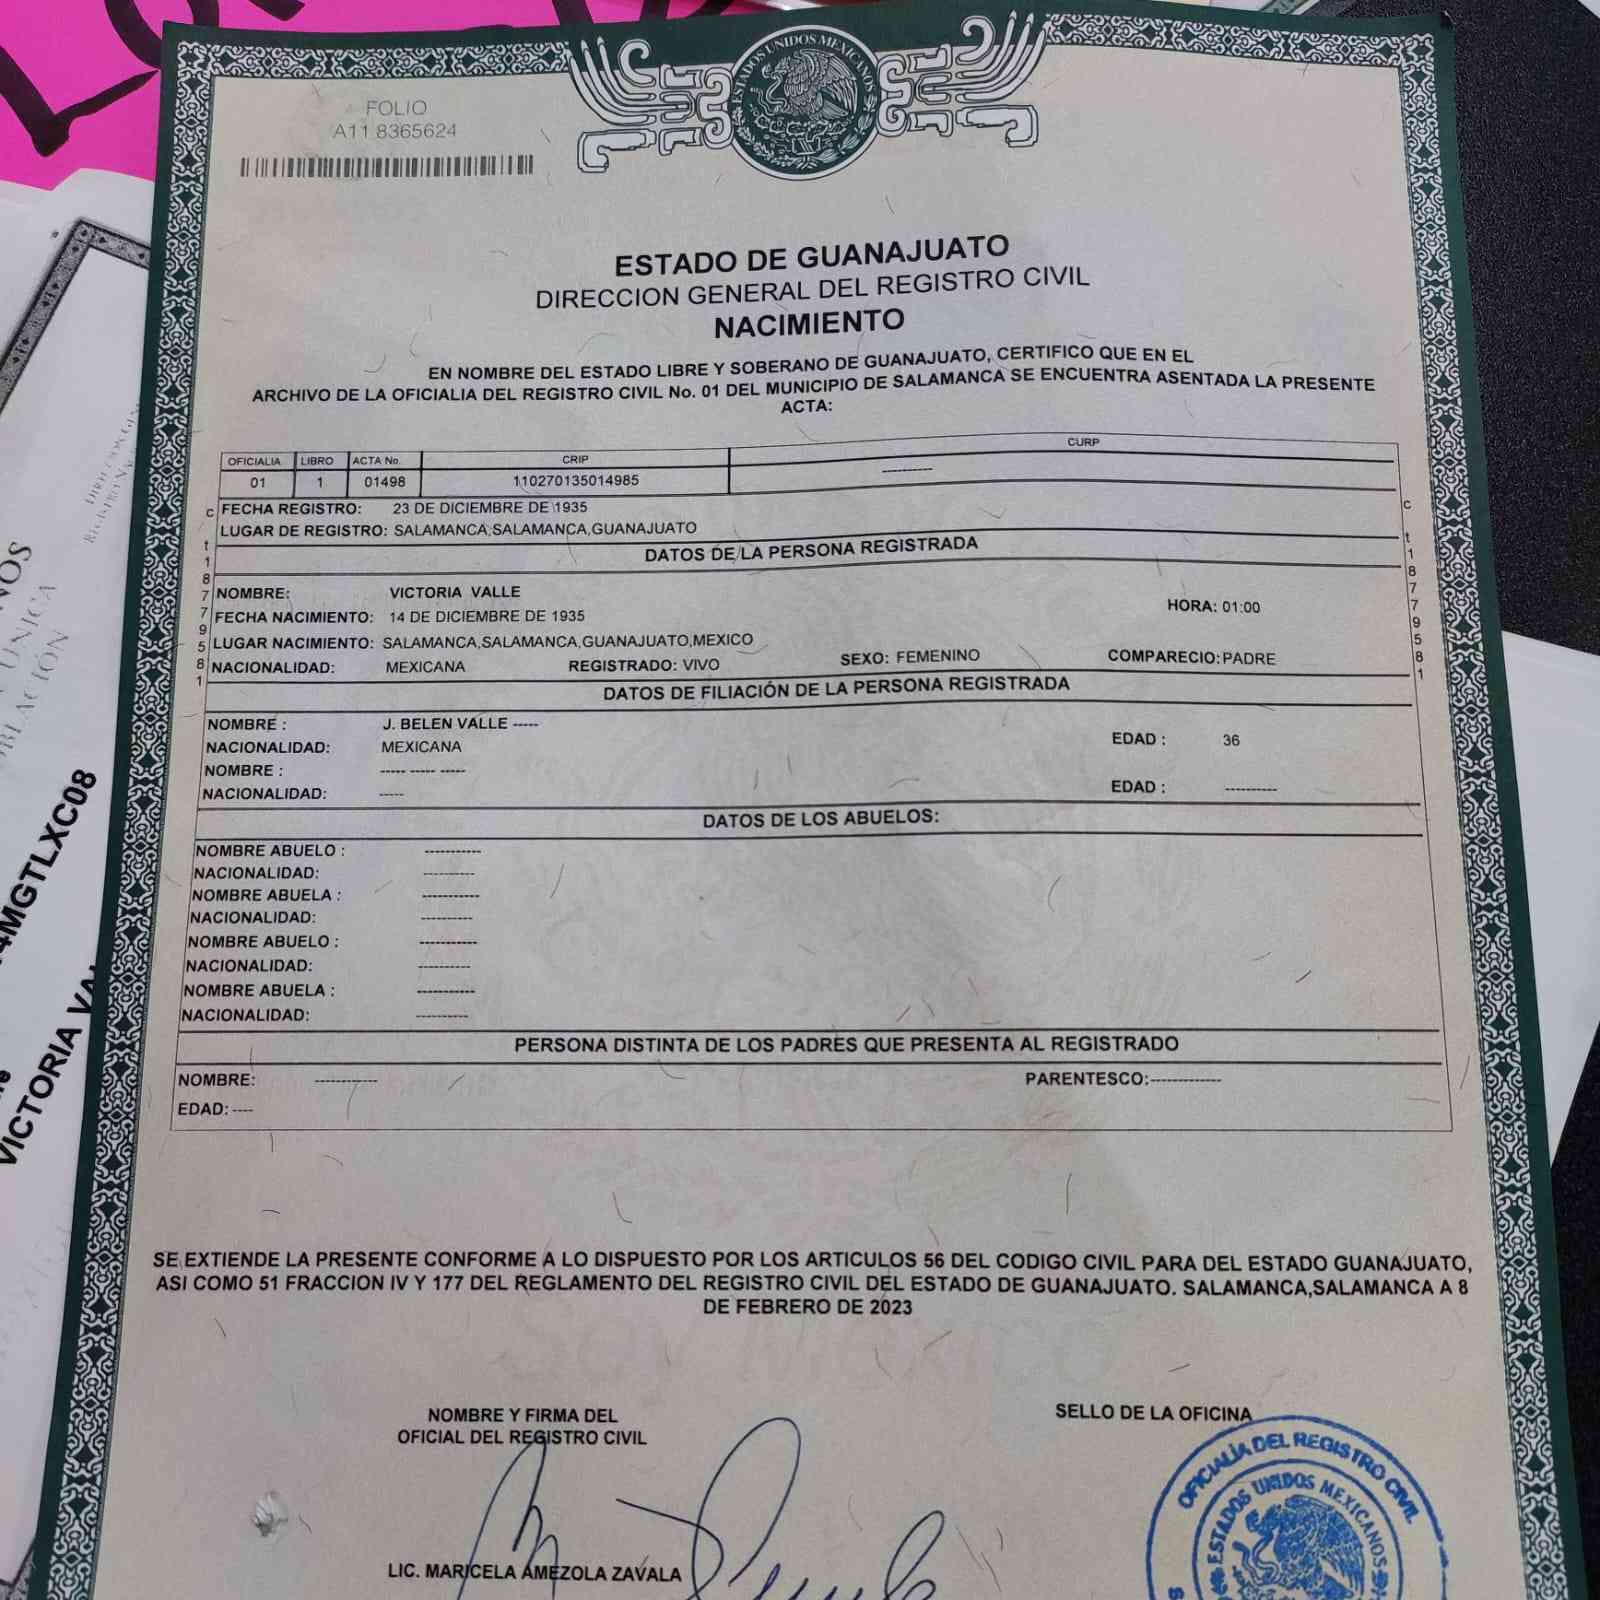 ESTADOS UNIDOS MEXICANOS
FOLIO
A11 8365624
ESTADO DE GUANAJUATO
DIRECCION GENERAL DEL REGISTRO CIVIL
NACIMIENTO
EN NOMBRE DEL ESTADO LIBRE Y SOBERANO DE GUANAJUATO, CERTIFICO QUE EN EL
ARCHIVO DE LA OFICIALIA DEL REGISTRO CIVIL No. 01 DEL MUNICIPIO DE SALAMANCA SE ENCUENTRA ASENTADA LA PRESENTE
ACTA:
OFICIALIA LIBRO ACTA No. CRIP CURP
01 1 01498 110270135014985 ----------
FECHA REGISTRO: 23 DE DICIEMBRE DE 1935
LUGAR DE REGISTRO: SALAMANCA,SALAMANCA,GUANAJUATO
DATOS DE LA PERSONA REGISTRADA
NOMBRE: VICTORIA VALLE
HORA: 01:00
FECHA NACIMIENTO: 14 DE DICIEMBRE DE 1935
LUGAR NACIMIENTO: SALAMANCA,SALAMANCA,GUANAJUATO,MEXICO
NACIONALIDAD: MEXICANA REGISTRADO: VIVO SEXO: FEMENINO COMPARECIO: PADRE
DATOS DE FILIACIÓN DE LA PERSONA REGISTRADA
NOMBRE : J. BELEN VALLE -----
NACIONALIDAD: MEXICANA EDAD : 36
NOMBRE : ----- ----- -----
NACIONALIDAD: ----- EDAD : ----------
DATOS DE LOS ABUELOS:
NOMBRE ABUELO : -----------
NACIONALIDAD: ----------
NOMBRE ABUELA : -----------
NACIONALIDAD: ----------
NOMBRE ABUELO : -----------
NACIONALIDAD: ----------
NOMBRE ABUELA : -----------
NACIONALIDAD: ----------
PERSONA DISTINTA DE LOS PADRES QUE PRESENTA AL REGISTRADO
NOMBRE: ------------ PARENTESCO:-------------
EDAD: ----
c t18779581
c t18779581
SE EXTIENDE LA PRESENTE CONFORME A LO DISPUESTO POR LOS ARTICULOS 56 DEL CODIGO CIVIL PARA DEL ESTADO GUANAJUATO,
ASI COMO 51 FRACCION IV Y 177 DEL REGLAMENTO DEL REGISTRO CIVIL DEL ESTADO DE GUANAJUATO. SALAMANCA,SALAMANCA A 8
DE FEBRERO DE 2023
Soy México
NOMBRE Y FIRMA DEL
OFICIAL DEL REGISTRO CIVIL
SELLO DE LA OFICINA
LIC. MARICELA AMEZOLA ZAVALA
OFICIALÍA DEL REGISTRO CIVIL
ESTADOS UNIDOS MEXICANOS
4MGTLXC08
VICTORIA